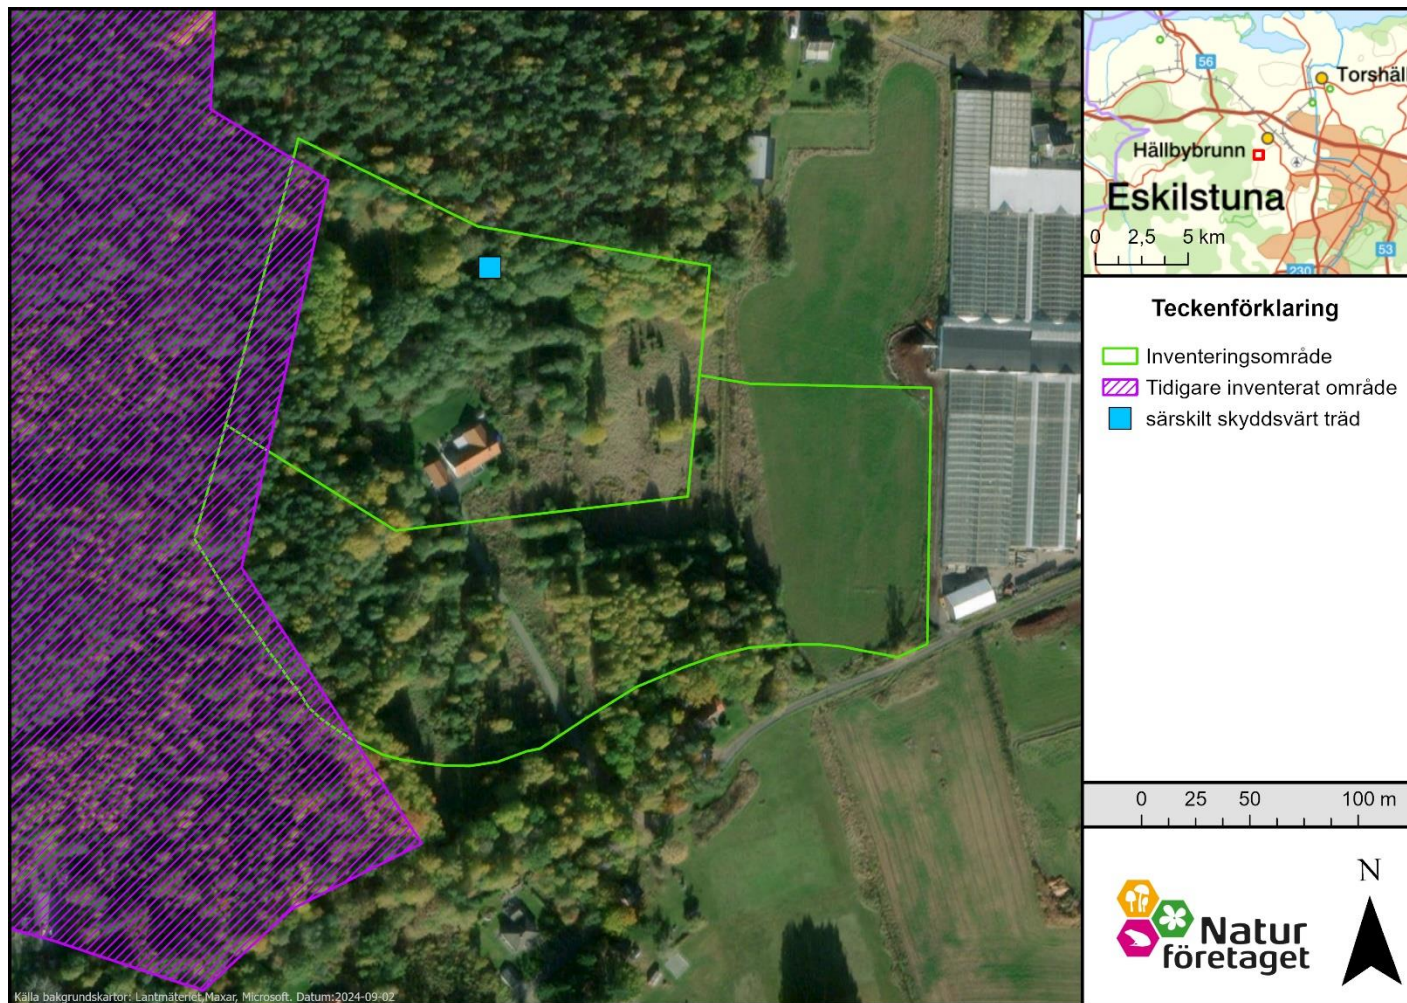 56
Torshäl
Hällbybrunn
Eskilstuna
0 2,5 5 km
53
230
Teckenförklaring
Inventeringsområde
Tidigare inventerat område
särskilt skyddsvärt träd
0 25 50 100 m
N
Natur
företaget
Källa bakgrundskartor: Lantmäteriet, Maxar, Microsoft. Datum:2024-09-02